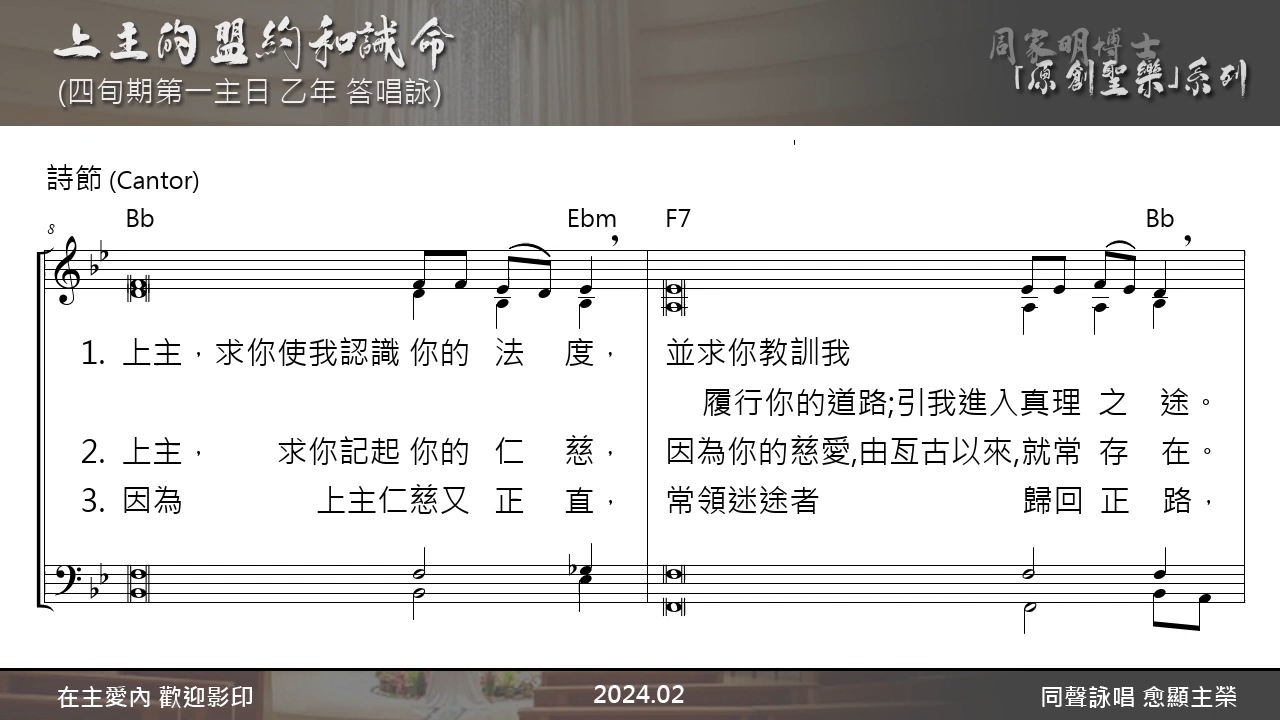 上主的盟約和誡命
(四旬期第一主日 乙年 答唱詠)
周家明博士
「原創聖樂」系列
詩節 (Cantor)
Bb Ebm F7 Bb
8
1. 上主，求你使我認識 你的 法 度， 並求你教訓我
履行你的道路;引我進入真理 之 途。
2. 上主， 求你記起 你的 仁 慈， 因為你的慈愛,由亙古以來,就常 存 在。
3. 因為 上主仁慈又 正 直， 常領迷途者 歸回 正 路，
在主愛內 歡迎影印
2024.02
同聲詠唱 愈顯主榮